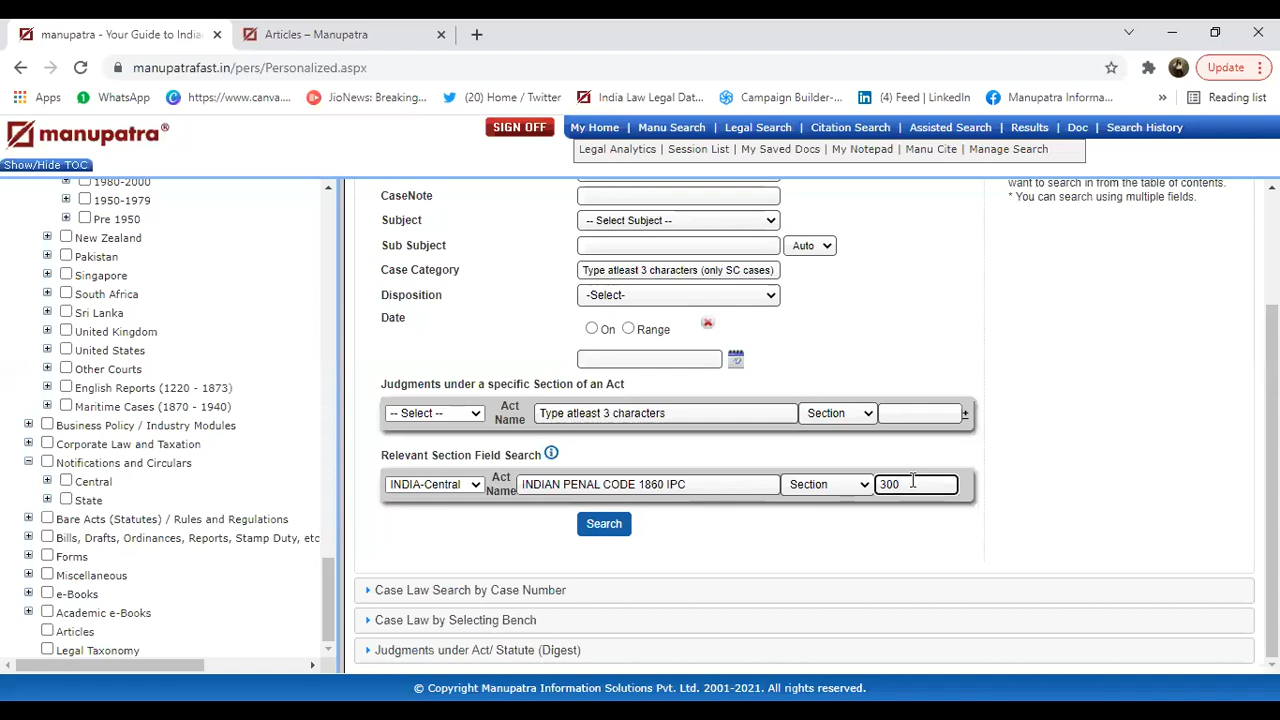 manupatra - Your Guide to India
Articles – Manupatra
manupatrafast.in/pers/Personalized.aspx
Update
Apps
WhatsApp
https://www.canva....
JioNews: Breaking...
(20) Home / Twitter
India Law Legal Dat...
Campaign Builder-...
(4) Feed | LinkedIn
Manupatra Informa...
»
Reading list
manupatra®
SIGN OFF
My Home | Manu Search | Legal Search | Citation Search | Assisted Search | Results | Doc | Search History
Legal Analytics | Session List | My Saved Docs | My Notepad | Manu Cite | Manage Search
Show/Hide TOC
1980-2000
1950-1979
Pre 1950
New Zealand
Pakistan
Singapore
South Africa
Sri Lanka
United Kingdom
United States
Other Courts
English Reports (1220 - 1873)
Maritime Cases (1870 - 1940)
Business Policy / Industry Modules
Corporate Law and Taxation
Notifications and Circulars
Central
State
Bare Acts (Statutes) / Rules and Regulations
Bills, Drafts, Ordinances, Reports, Stamp Duty, etc
Forms
Miscellaneous
e-Books
Academic e-Books
Articles
Legal Taxonomy
want to search in from the table of contents.
* You can search using multiple fields.
CaseNote
Subject
-- Select Subject --
Sub Subject
Auto
Case Category
Type atleast 3 characters (only SC cases)
Disposition
-Select-
Date
On
Range
Judgments under a specific Section of an Act
-- Select --
Act Name
Type atleast 3 characters
Section
+
Relevant Section Field Search
INDIA-Central
Act Name
INDIAN PENAL CODE 1860 IPC
Section
300
Search
Case Law Search by Case Number
Case Law by Selecting Bench
Judgments under Act/ Statute (Digest)
© Copyright Manupatra Information Solutions Pvt. Ltd. 2001-2021. All rights reserved.